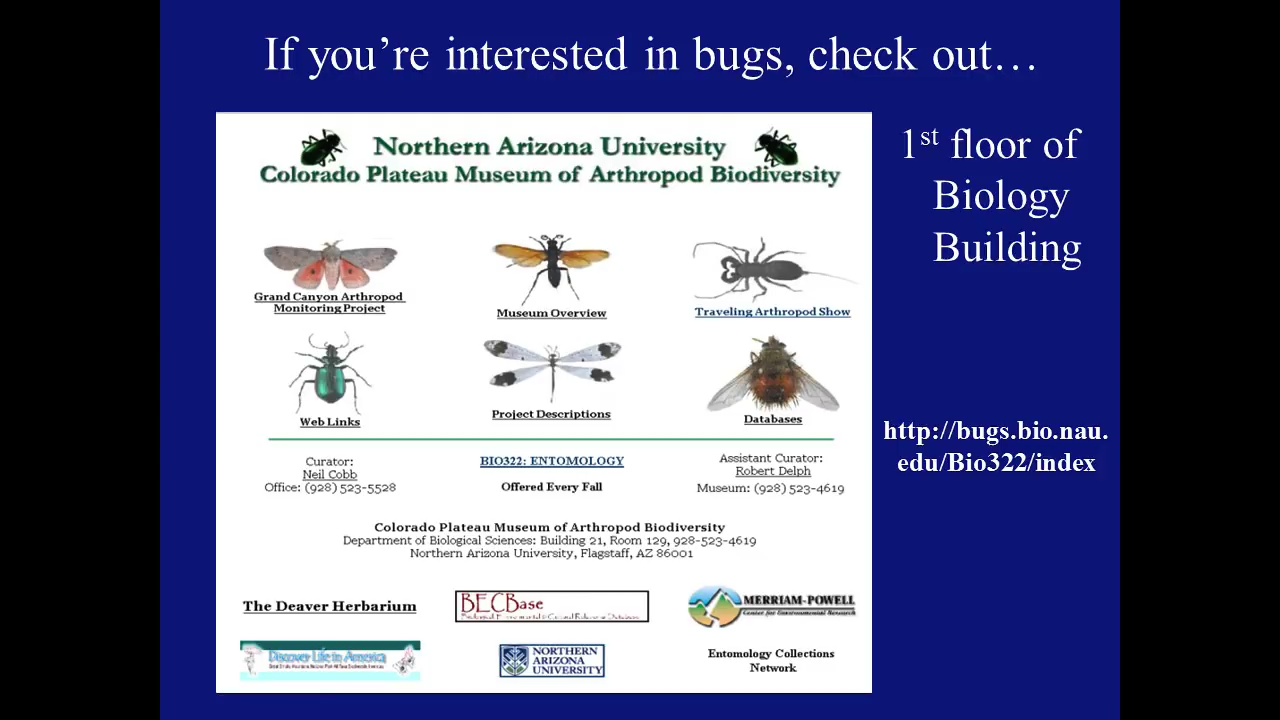 If you're interested in bugs, check out…
Northern Arizona University
Colorado Plateau Museum of Arthropod Biodiversity
1st floor of
Biology
Building
Grand Canyon Arthropod
Monitoring Project
Museum Overview
Traveling Arthropod Show
Web Links
Project Descriptions
Databases
http://bugs.bio.nau.
edu/Bio322/index
Curator:
Neil Cobb
Office: (928) 523-5528
BIO322: ENTOMOLOGY
Offered Every Fall
Assistant Curator:
Robert Delph
Museum: (928) 523-4619
Colorado Plateau Museum of Arthropod Biodiversity
Department of Biological Sciences: Building 21, Room 129, 928-523-4619
Northern Arizona University, Flagstaff, AZ 86001
The Deaver Herbarium
BECBase
MERRIAM-POWELL
Center for Environmental Research
Discover Life in America
NORTHERN
ARIZONA
UNIVERSITY
Entomology Collections
Network